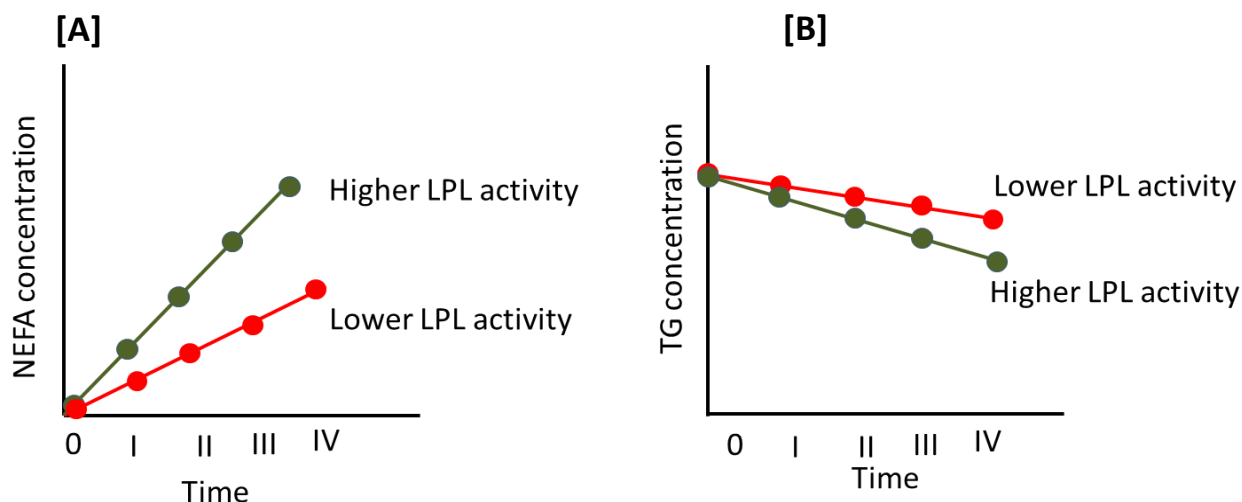 [A]
NEFA concentration
Higher LPL activity
Lower LPL activity
0 I II III IV
Time
[B]
TG concentration
Lower LPL activity
Higher LPL activity
0 I II III IV
Time